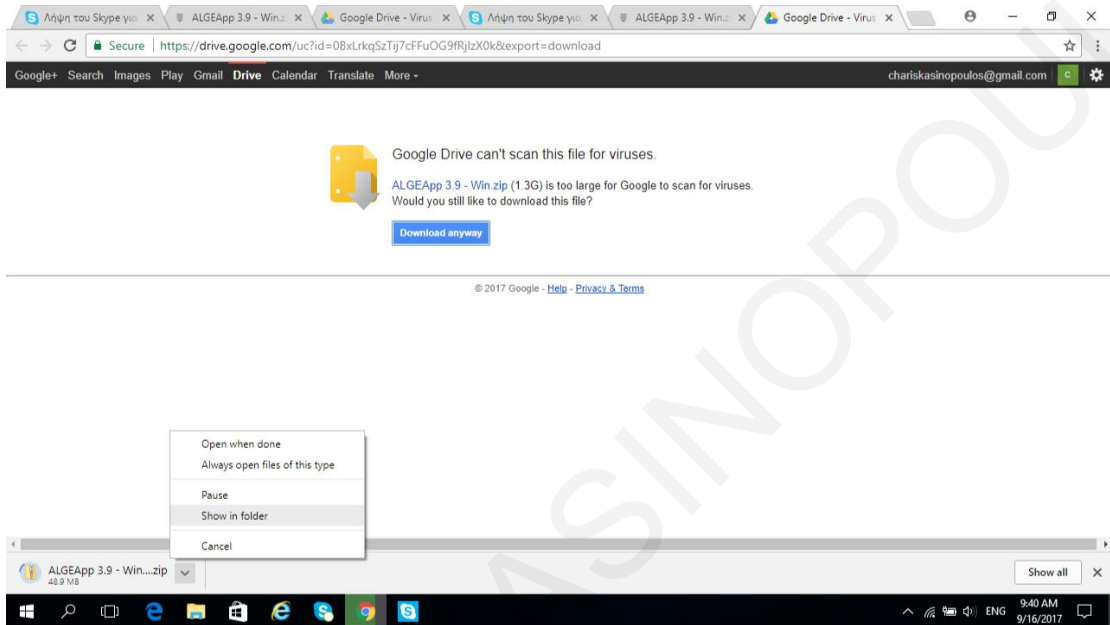 Λήψη του Skype για
ALGEApp 3.9 - Win.z
Google Drive - Virus
Λήψη του Skype για
ALGEApp 3.9 - Win.z
Google Drive - Virus
Secure
https://drive.google.com/uc?id=0BxLrkqSzTij7cFFuOG9fRjlzX0k&export=download
Google+ Search Images Play Gmail Drive Calendar Translate More
chariskasinopoulos@gmail.com C
Google Drive can't scan this file for viruses.
ALGEApp 3.9 - Win.zip (1.3G) is too large for Google to scan for viruses.
Would you still like to download this file?
Download anyway
© 2017 Google - Help - Privacy & Terms
Open when done
Always open files of this type
Pause
Show in folder
Cancel
ALGEApp 3.9 - Win....zip
48.9 MB
Show all
ENG
9:40 AM
9/16/2017
ASINOPOU